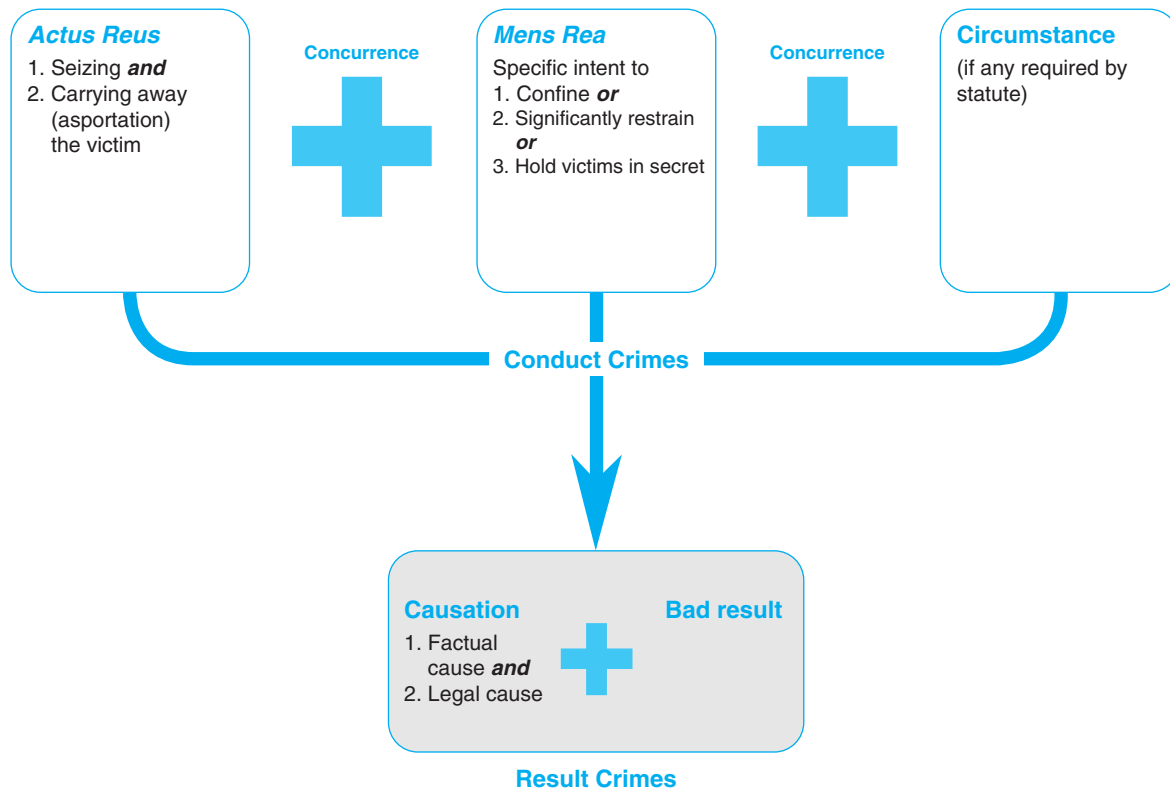 Actus Reus
1. Seizing and
2. Carrying away
(asportation)
the victim
Concurrence
Mens Rea
Specific intent to
1. Confine or
2. Significantly restrain
or
3. Hold victims in secret
Concurrence
Circumstance
(if any required by
statute)
Conduct Crimes
Causation
1. Factual
cause and
2. Legal cause
Bad result
Result Crimes